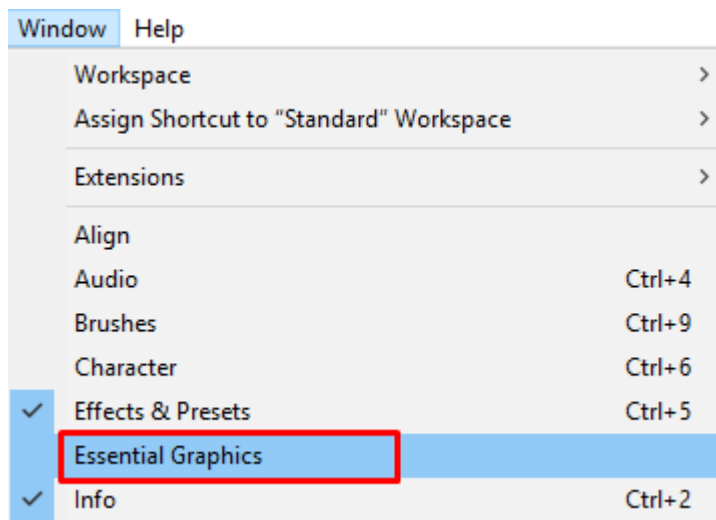 Window Help
Workspace
Assign Shortcut to “Standard” Workspace
Extensions
Align
Audio Ctrl+4
Brushes Ctrl+9
Character Ctrl+6
Effects & Presets Ctrl+5
Essential Graphics
Info Ctrl+2